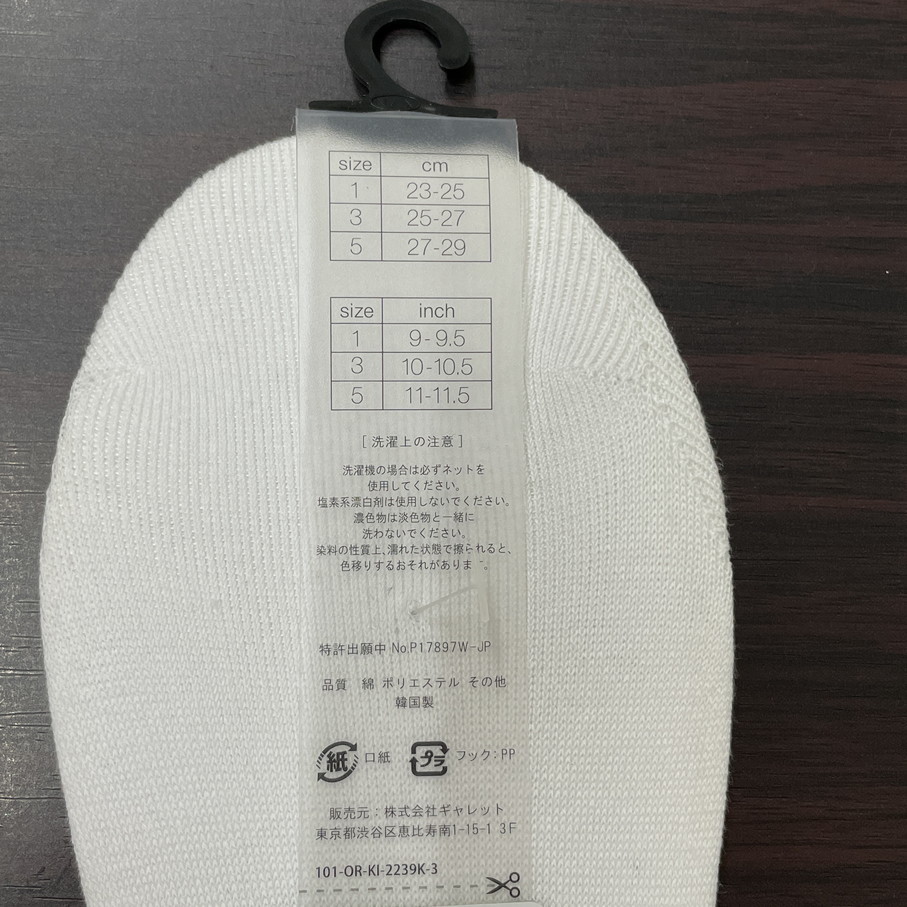 size cm
1 23-25
3 25-27
5 27-29
size inch
1 9-9.5
3 10-10.5
5 11-11.5
[洗濯上の注意]
洗濯機の場合は必ずネットを
使用してください。
塩素系漂白剤は使用しないでください。
濃色物は淡色物と一緒に
洗わないでください。
染料の性質上、濡れた状態で擦られると、
色移りするおそれがありま 。
特許出願中 No.P17897W-JP
品質 綿 ポリエステル その他
韓国製
紙 口紙 プラ フック:PP
販売元:株式会社ギャレット
東京都渋谷区恵比寿南1-15-1 3F
101-OR-KI-2239K-3